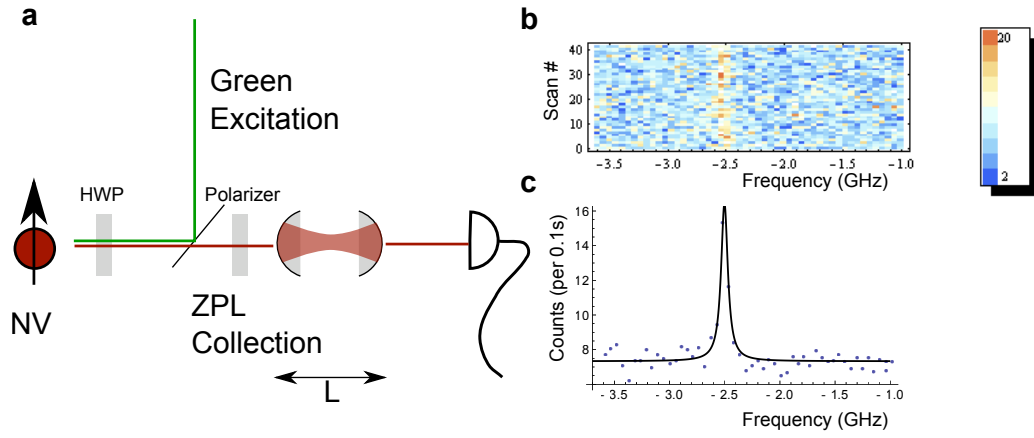 a
Green
Excitation
HWP
Polarizer
NV
ZPL
Collection
L
b
Scan #
40
30
20
10
0
-3.5 -3.0 -2.5 -2.0 -1.5 -1.0
Frequency (GHz)
20
2
c
Counts (per 0.1s)
16
14
12
10
8
- 3.5 - 3.0 - 2.5 - 2.0 - 1.5 - 1.0
Frequency (GHz)